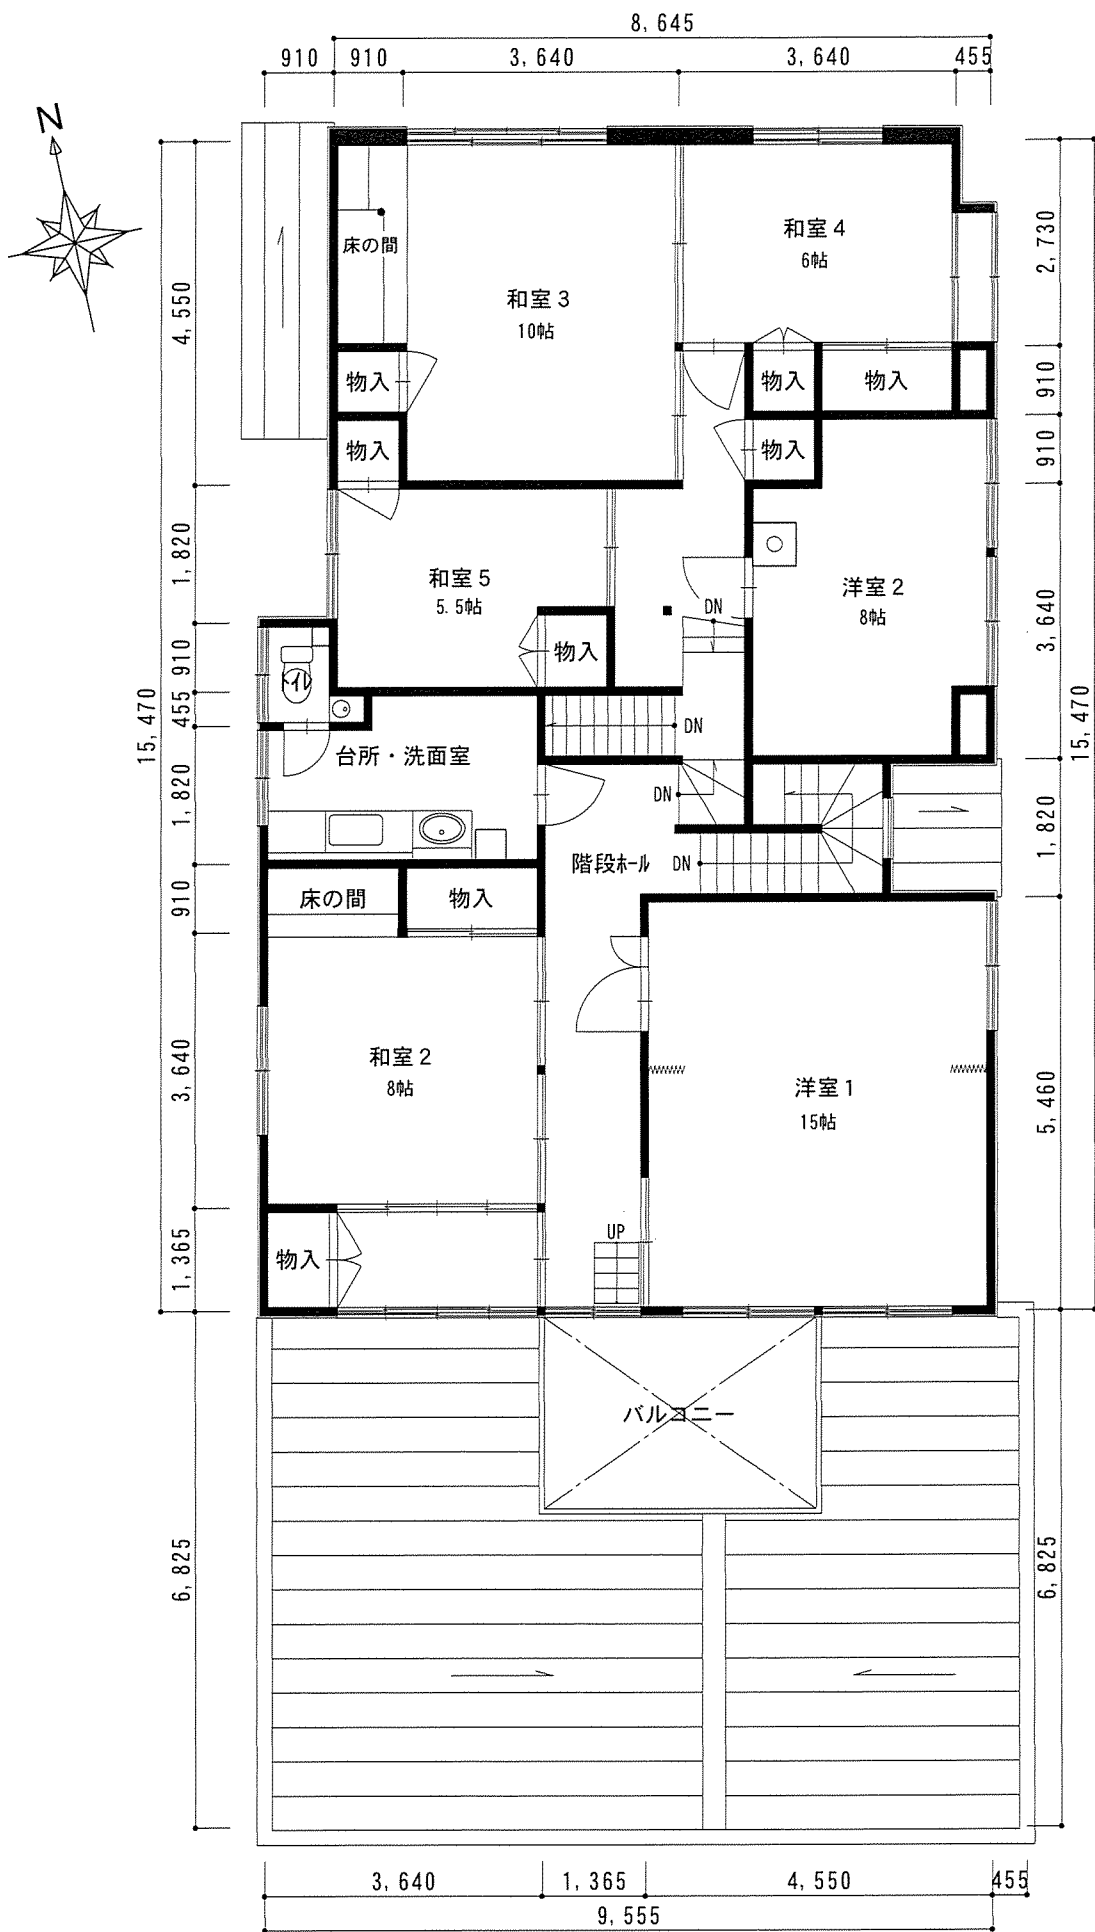 8,645
910
910
3,640
3,640
455
N
床の間
和室3
10帖
和室4
6帖
2,730
4,550
物入
物入
物入
910
物入
物入
910
和室5
5.5帖
洋室2
8帖
1,820
DN
3,640
物入
910
トイレ
455
DN
15,470
15,470
台所・洗面室
1,820
DN
1,820
階段ホール
DN
床の間
物入
910
和室2
8帖
3,640
洋室1
15帖
5,460
UP
物入
1,365
バルコニー
6,825
6,825
3,640
1,365
4,550
455
9,555